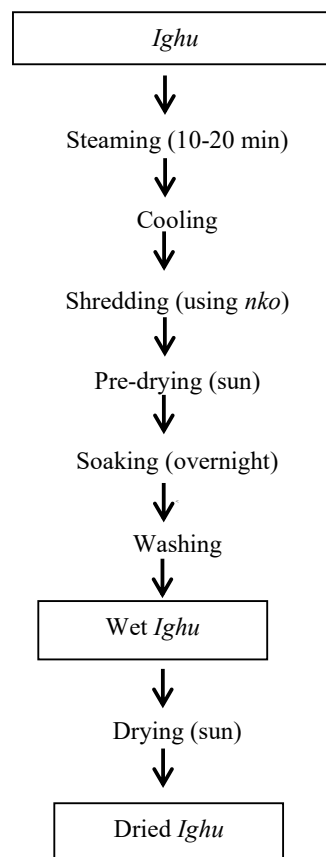 Ighu
Steaming (10-20 min)
Cooling
Shredding (using nko)
Pre-drying (sun)
Soaking (overnight)
Washing
Wet Ighu
Drying (sun)
Dried Ighu